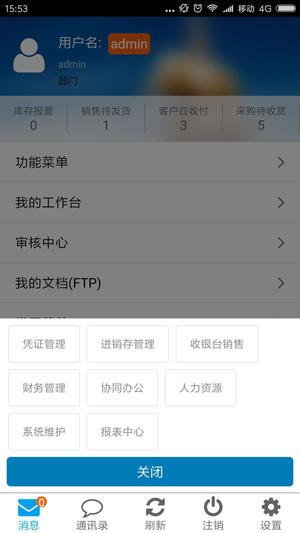 15:53 ... 移动 4G
用户名: admin
admin
部门
库存报警 销售待发货 客户应收付 采购待收货
0 1 3 5
功能菜单
我的工作台
审核中心
我的文档(FTP)
凭证管理 进销存管理 收银台销售
财务管理 协同办公 人力资源
系统维护 报表中心
关闭
0
消息 通讯录 刷新 注销 设置